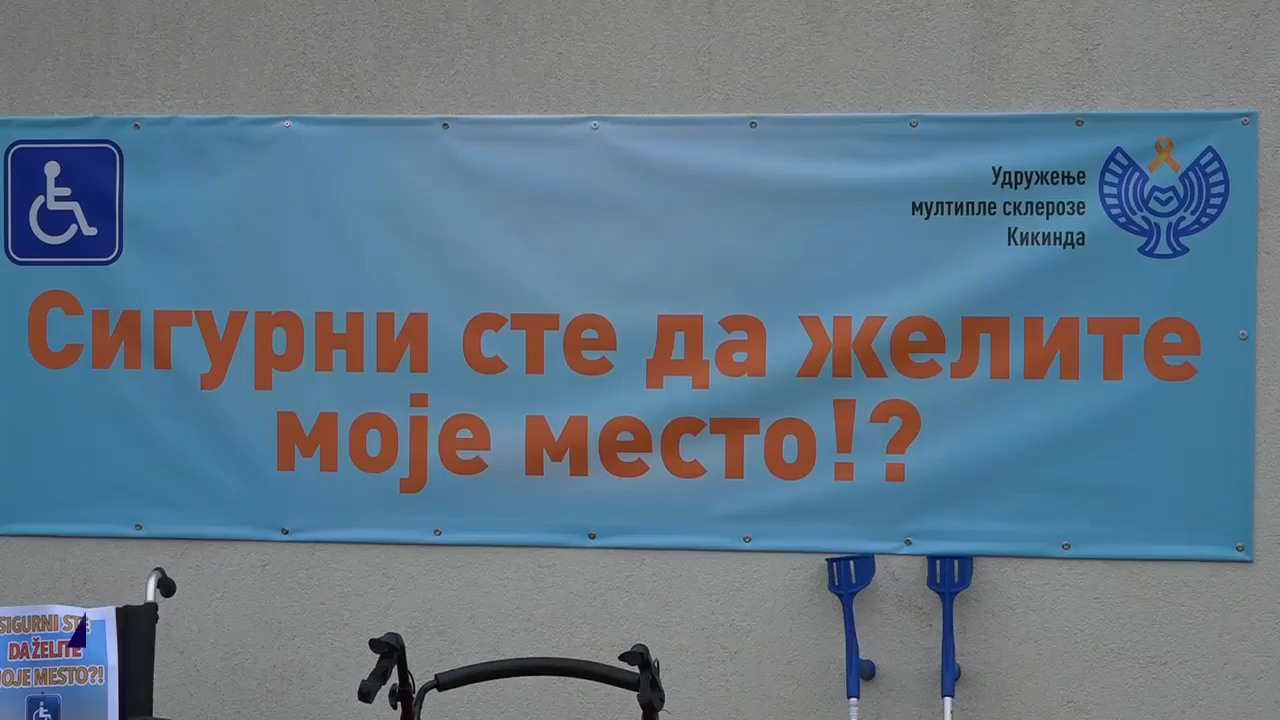 Удружење
мултипле склерозе
Кикинда
Сигурни сте да желите
моје место!?
SIGURNI STE
DA ŽELITE
MOJE MESTO?!